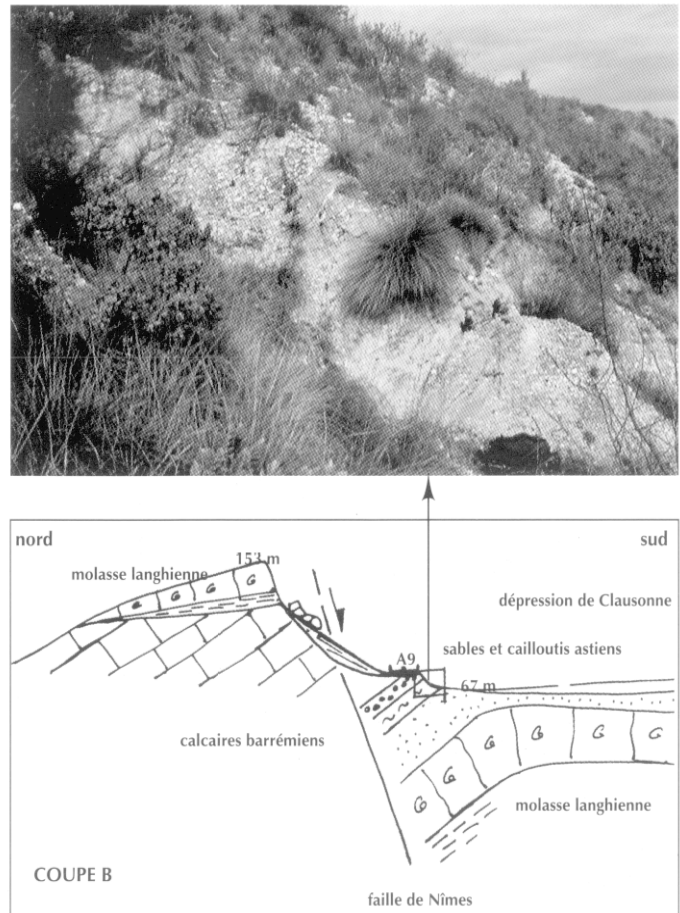 nord
sud
153 m
molasse langhienne
dépression de Clausonne
A9
sables et cailloutis astiens
67 m
calcaires barrémiens
molasse langhienne
COUPE B
faille de Nîmes